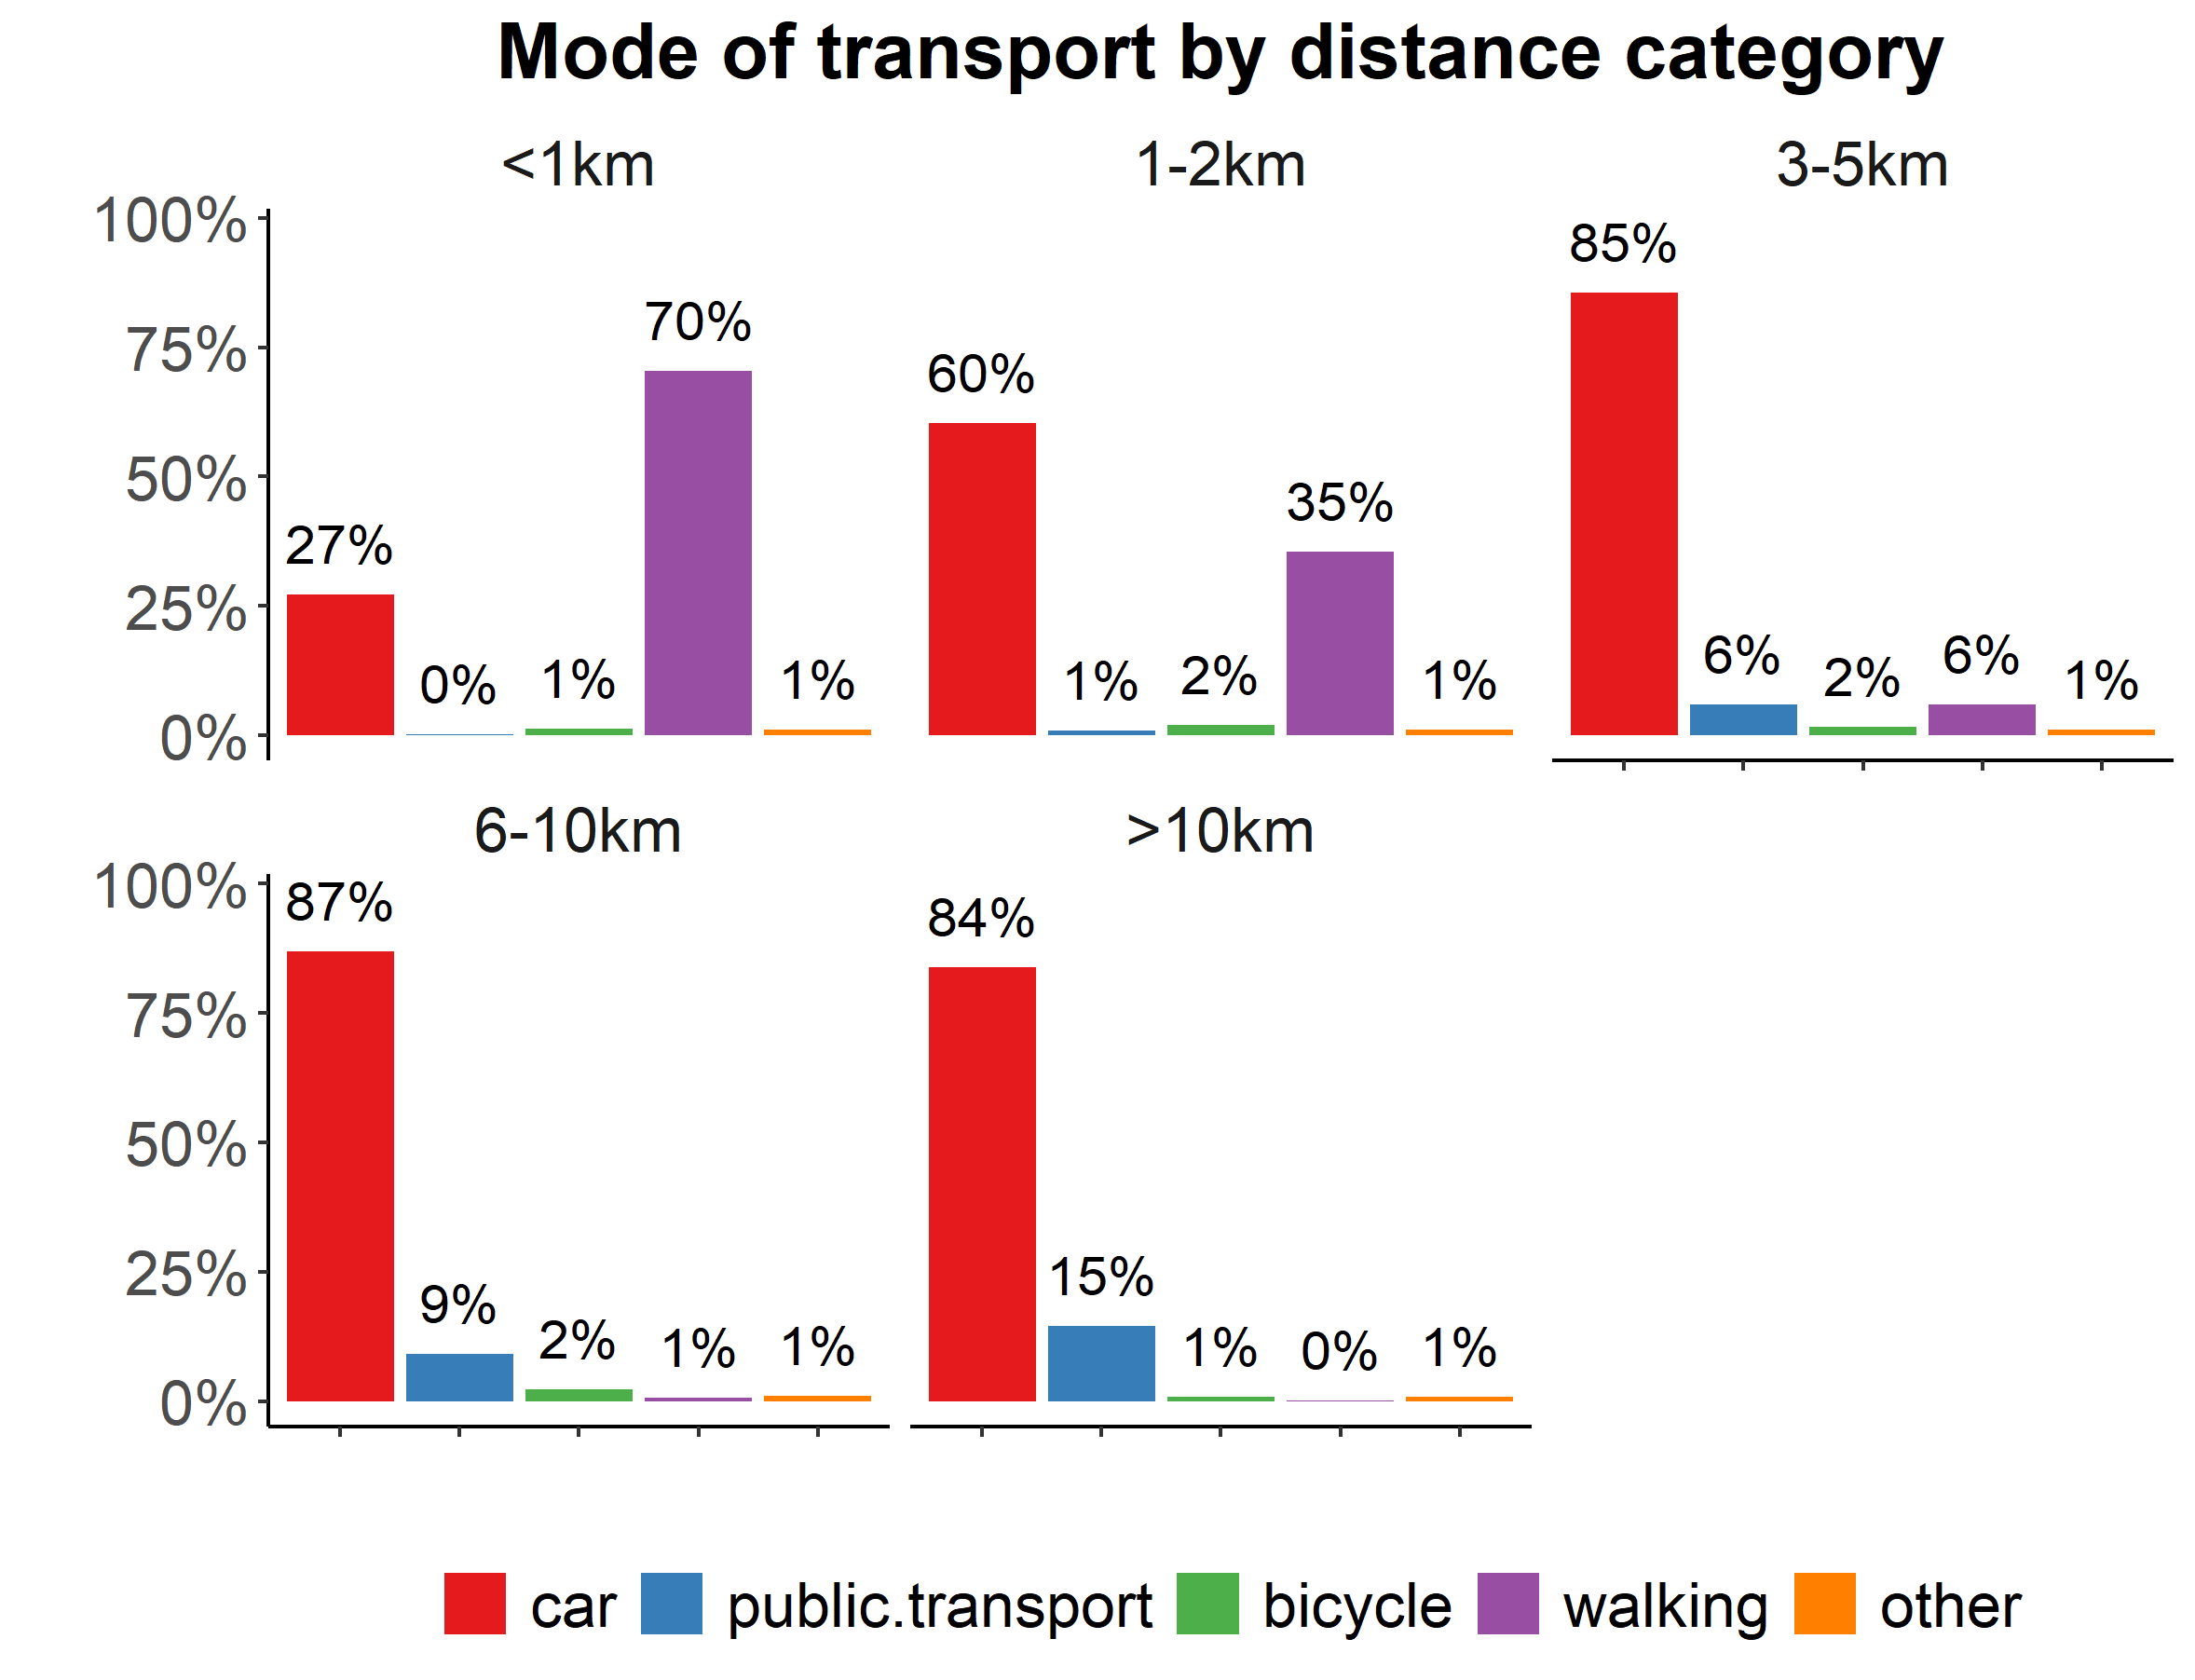 Mode of transport by distance category
<1km 1-2km 3-5km
100%
75%
50%
25%
0%
27% 0% 1% 70% 1%
60% 1% 2% 35% 1%
85% 6% 2% 6% 1%
6-10km >10km
100%
75%
50%
25%
0%
87% 9% 2% 1% 1%
84% 15% 1% 0% 1%
car public.transport bicycle walking other